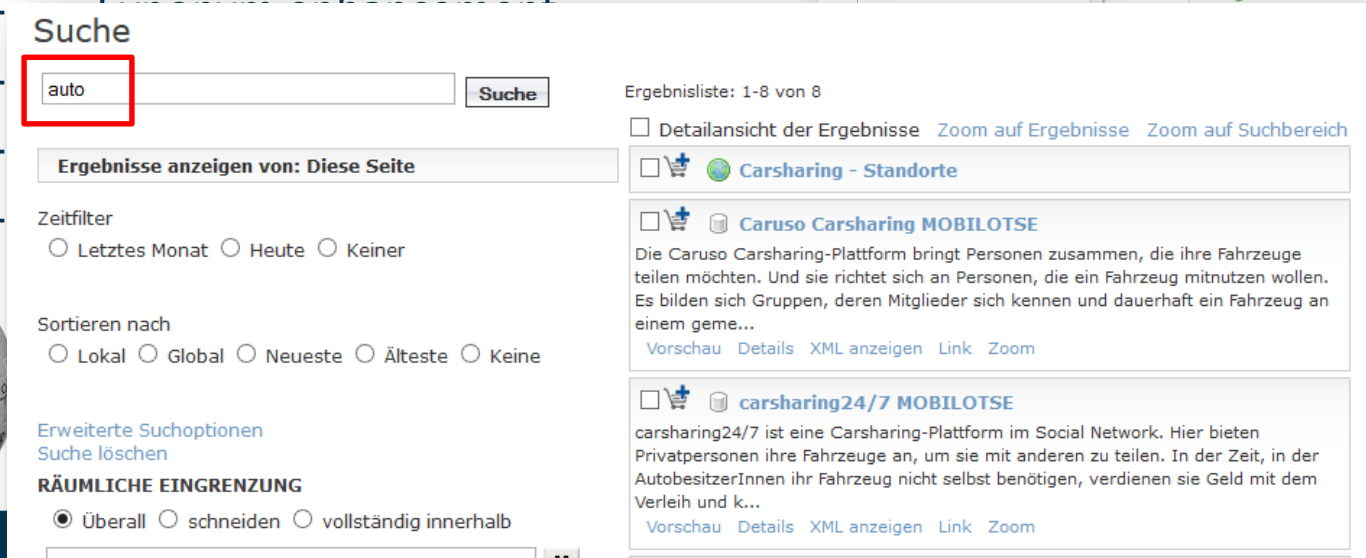 Suche
auto
Suche
Ergebnisse anzeigen von: Diese Seite
Zeitfilter
Letztes Monat Heute Keiner
Sortieren nach
Lokal Global Neueste Älteste Keine
Erweiterte Suchoptionen
Suche löschen
RÄUMLICHE EINGRENZUNG
Überall schneiden vollständig innerhalb
Ergebnisliste: 1-8 von 8
Detailansicht der Ergebnisse Zoom auf Ergebnisse Zoom auf Suchbereich
Carsharing - Standorte
Caruso Carsharing MOBILOTSE
Die Caruso Carsharing-Plattform bringt Personen zusammen, die ihre Fahrzeuge
teilen möchten. Und sie richtet sich an Personen, die ein Fahrzeug mitnutzen wollen.
Es bilden sich Gruppen, deren Mitglieder sich kennen und dauerhaft ein Fahrzeug an
einem geme...
Vorschau Details XML anzeigen Link Zoom
carsharing24/7 MOBILOTSE
carsharing24/7 ist eine Carsharing-Plattform im Social Network. Hier bieten
Privatpersonen ihre Fahrzeuge an, um sie mit anderen zu teilen. In der Zeit, in der
AutobesitzerInnen ihr Fahrzeug nicht selbst benötigen, verdienen sie Geld mit dem
Verleih und k...
Vorschau Details XML anzeigen Link Zoom